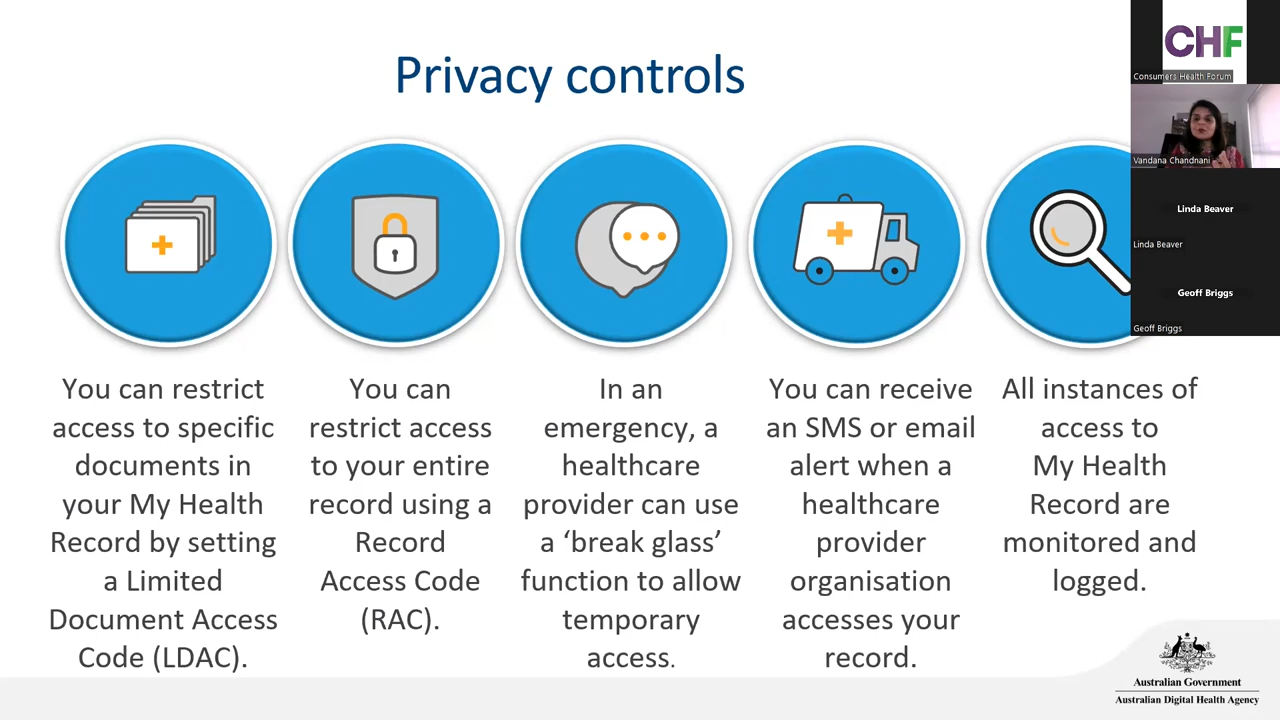 Privacy controls
You can restrict
access to specific
documents in
your My Health
Record by setting
a Limited
Document Access
Code (LDAC).
You can
restrict access
to your entire
record using a
Record
Access Code
(RAC).
In an
emergency, a
healthcare
provider can use
a ‘break glass’
function to allow
temporary
access.
You can receive
an SMS or email
alert when a
healthcare
provider
organisation
accesses your
record.
All instances of
access to
My Health
Record are
monitored and
logged.
CHF
Consumers Health Forum
Vandana Chandnani
Linda Beaver
Linda Beaver
Geoff Briggs
Geoff Briggs
Australian Government
Australian Digital Health Agency